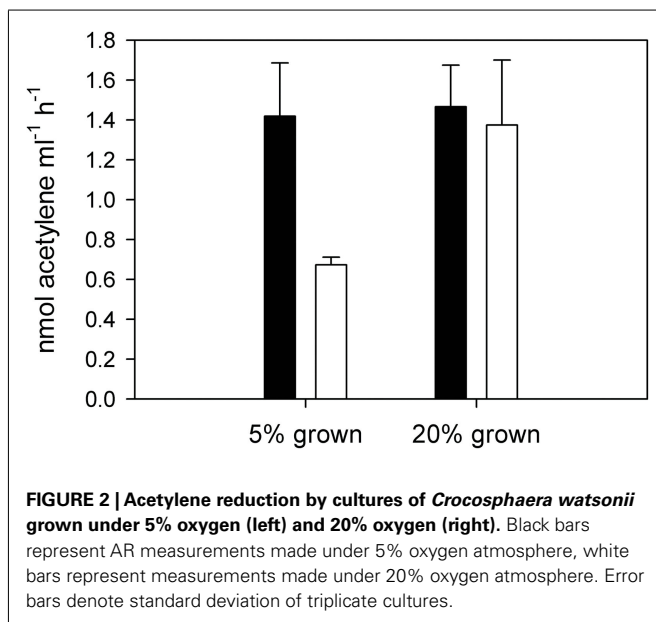 1.8
1.6
1.4
1.2
1.0
0.8
0.6
0.4
0.2
0.0
nmol acetylene ml⁻¹ h⁻¹
5% grown 20% grown
FIGURE 2 | Acetylene reduction by cultures of Crocosphaera watsonii
grown under 5% oxygen (left) and 20% oxygen (right). Black bars
represent AR measurements made under 5% oxygen atmosphere, white
bars represent measurements made under 20% oxygen atmosphere. Error
bars denote standard deviation of triplicate cultures.